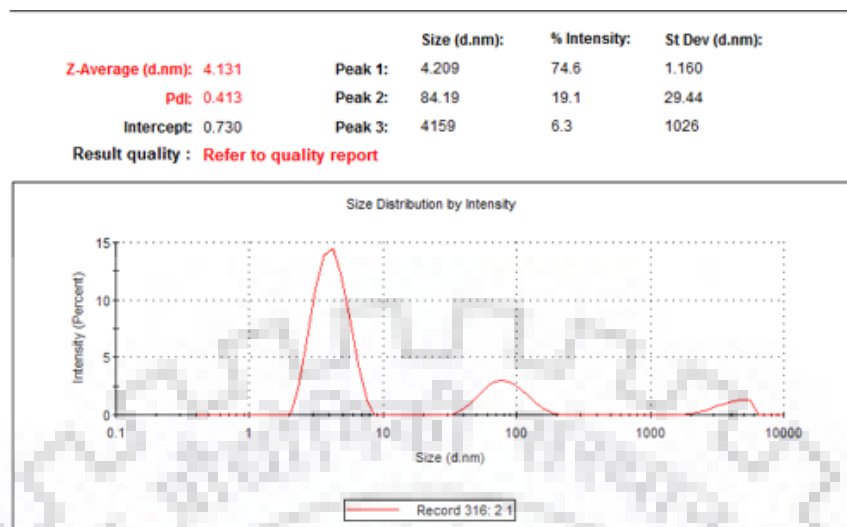 Size (d.nm): % Intensity: St Dev (d.nm):
Z-Average (d.nm): 4.131 Peak 1: 4.209 74.6 1.160
PdI: 0.413 Peak 2: 84.19 19.1 29.44
Intercept: 0.730 Peak 3: 4159 6.3 1026
Result quality : Refer to quality report
Size Distribution by Intensity
Intensity (Percent)
15
10
5
0
0.1 1 10 100 1000 10000
Size (d.nm)
Record 316: 2 1